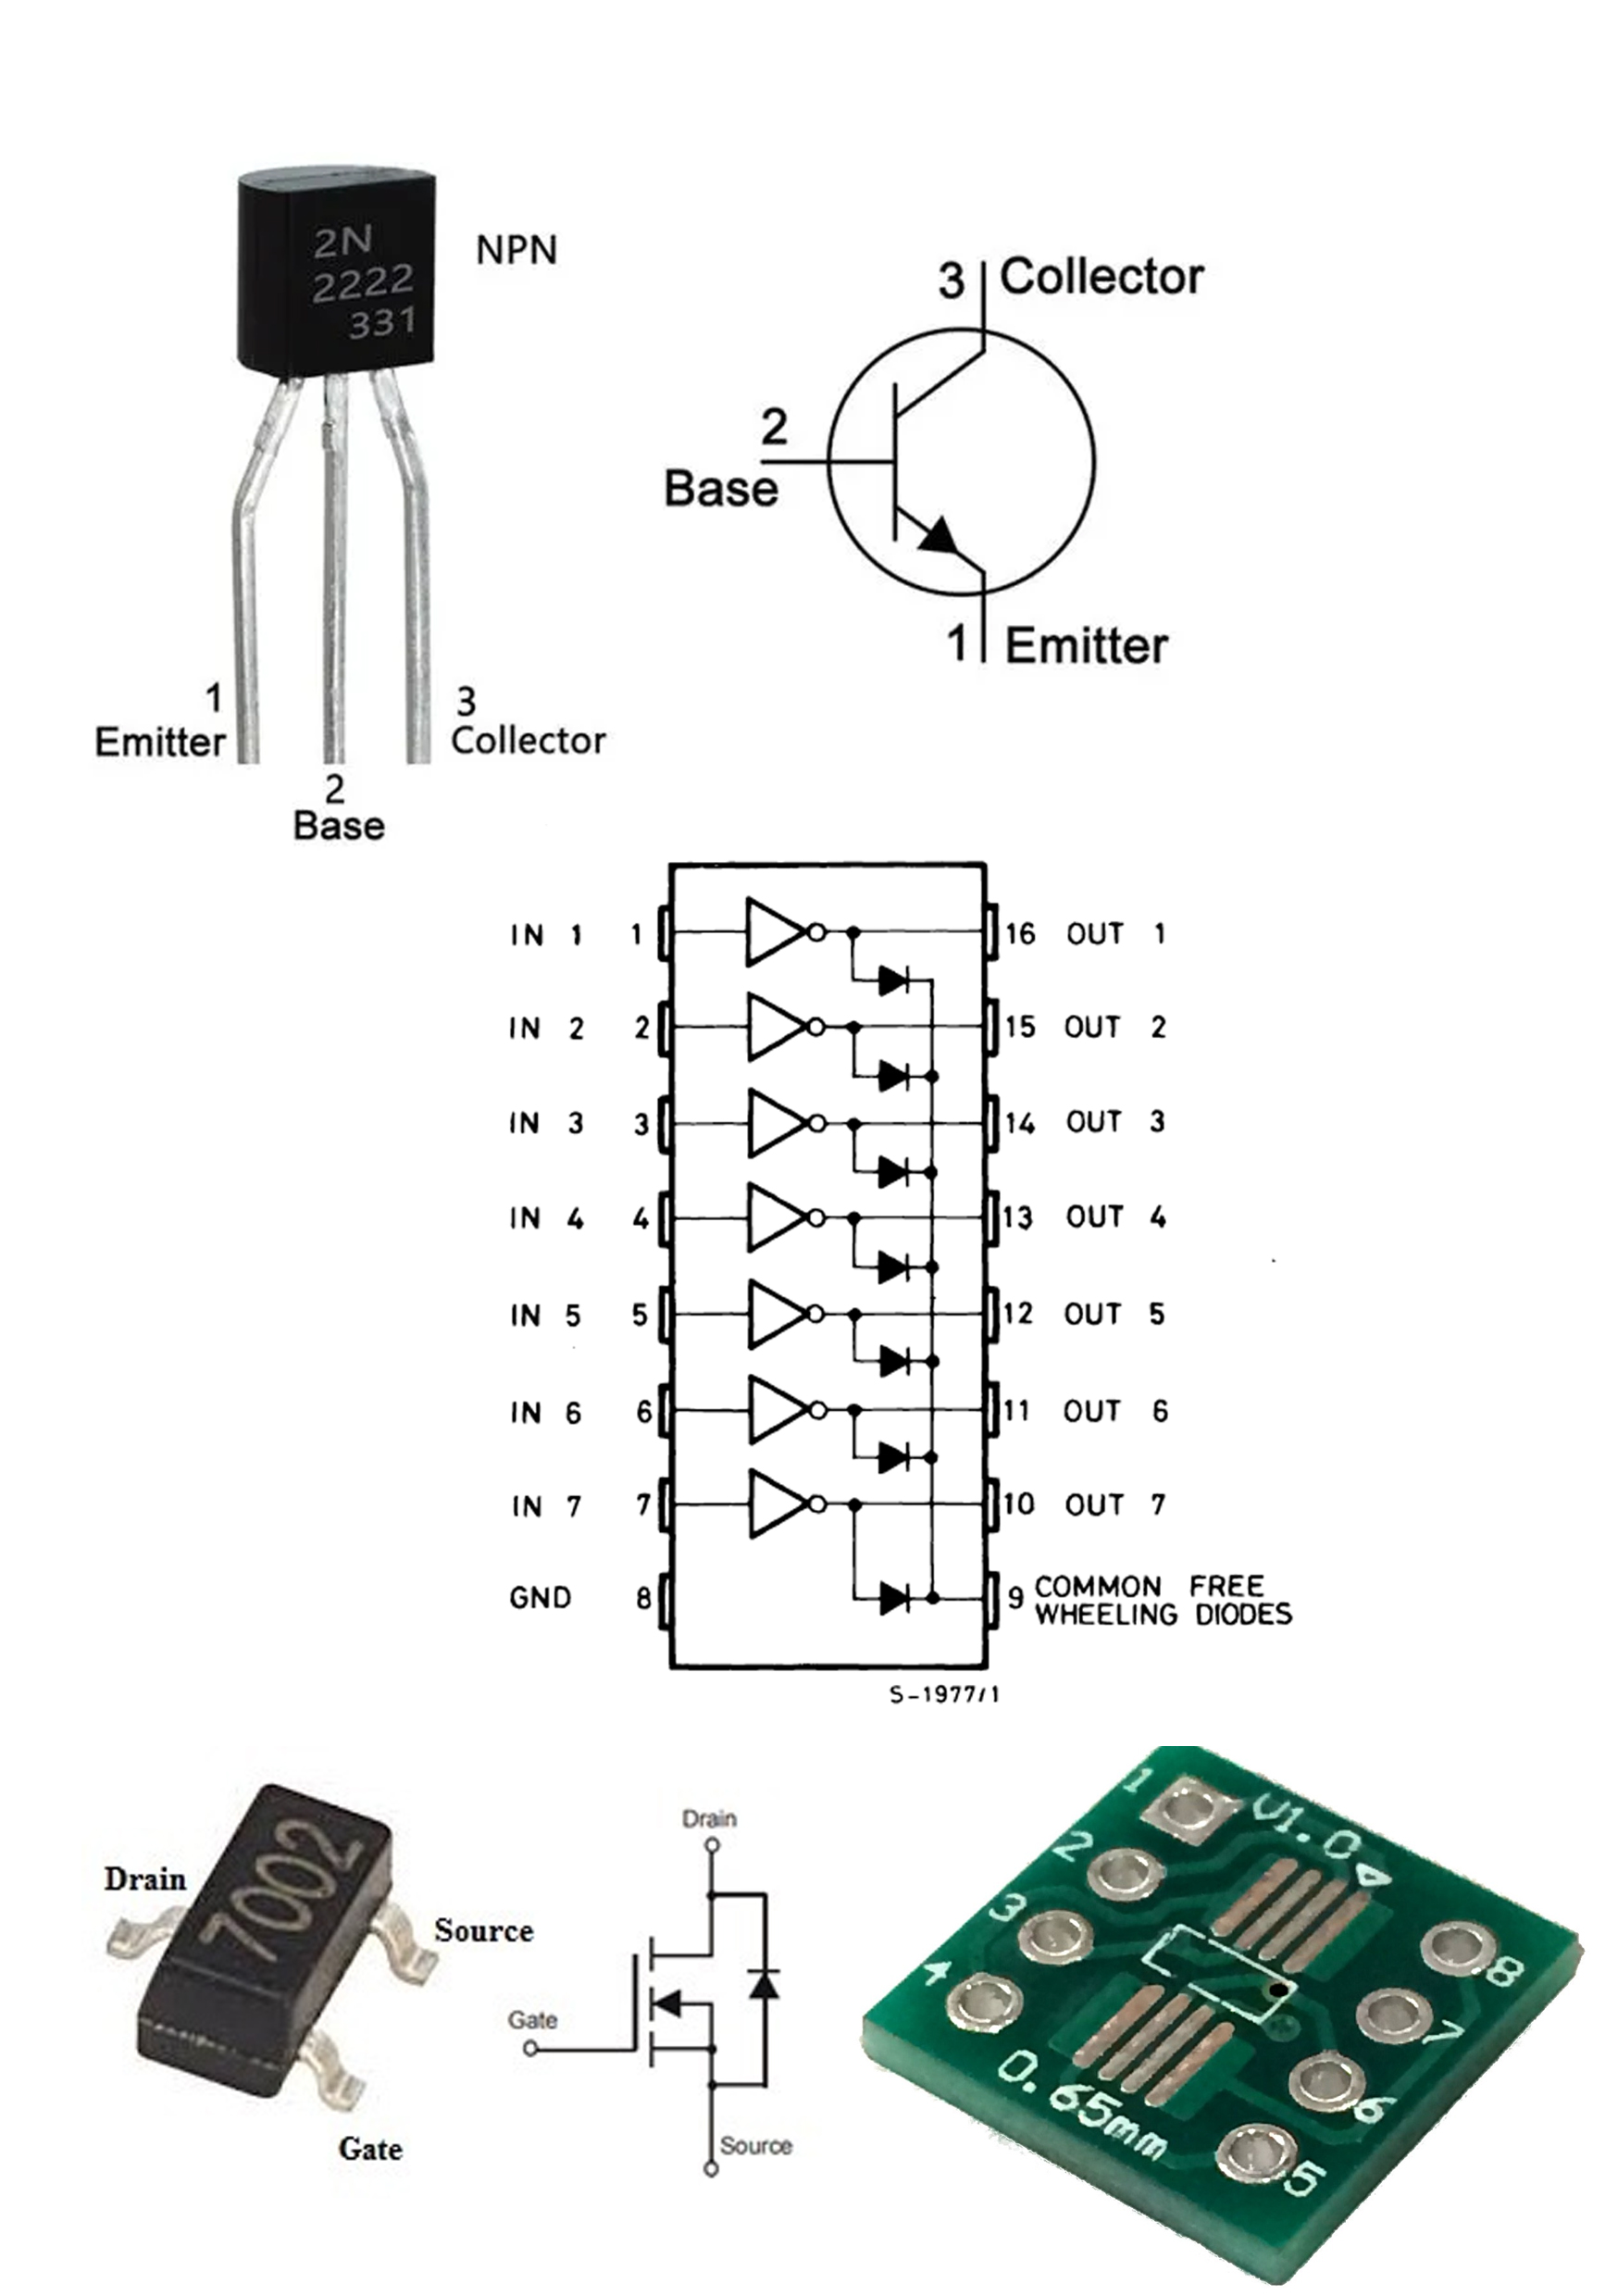 2N
2222
331
NPN
3 Collector
2
Base
1 Emitter
1
Emitter
2
Base
3
Collector
IN 1 1 16 OUT 1
IN 2 2 15 OUT 2
IN 3 3 14 OUT 3
IN 4 4 13 OUT 4
IN 5 5 12 OUT 5
IN 6 6 11 OUT 6
IN 7 7 10 OUT 7
GND 8 9 COMMON FREE
WHEELING DIODES
S-1977/1
7002
Drain
Source
Gate
Drain
Gate
Source
1
V1.0
2
3
4
8
7
6
5
0.65mm